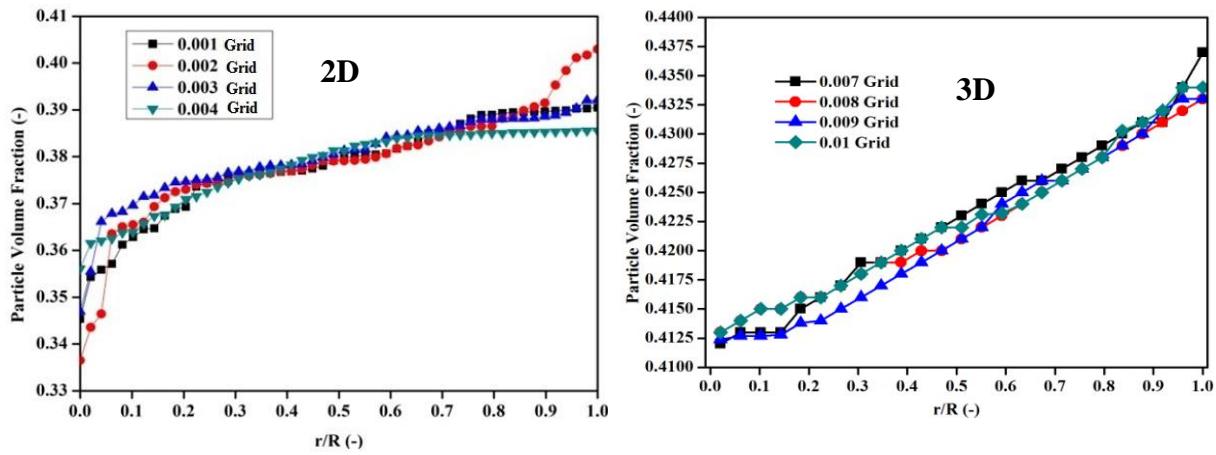 0.41
0.40
0.39
0.38
0.37
0.36
0.35
0.34
0.33
Particle Volume Fraction (-)
0.001 Grid
0.002 Grid
0.003 Grid
0.004 Grid
2D
0.0 0.1 0.2 0.3 0.4 0.5 0.6 0.7 0.8 0.9 1.0
r/R (-)
0.4400
0.4375
0.4350
0.4325
0.4300
0.4275
0.4250
0.4225
0.4200
0.4175
0.4150
0.4125
0.4100
Particle Volume Fraction (-)
0.007 Grid
0.008 Grid
0.009 Grid
0.01 Grid
3D
0.0 0.1 0.2 0.3 0.4 0.5 0.6 0.7 0.8 0.9 1.0
r/R (-)